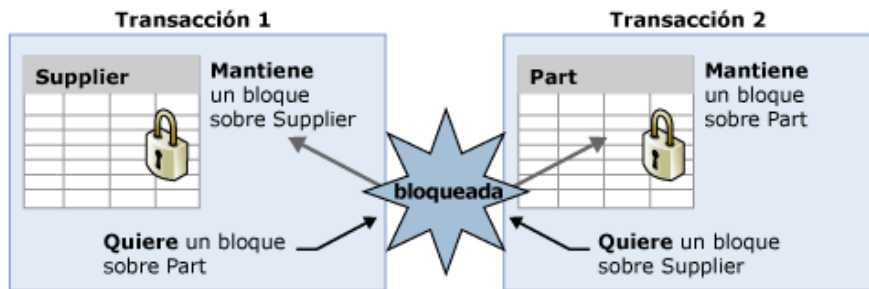 Transacción 1
Supplier
Mantiene
un bloque
sobre Supplier
Quiere un bloque
sobre Part
bloqueada
Transacción 2
Part
Mantiene
un bloque
sobre Part
Quiere un bloque
sobre Supplier